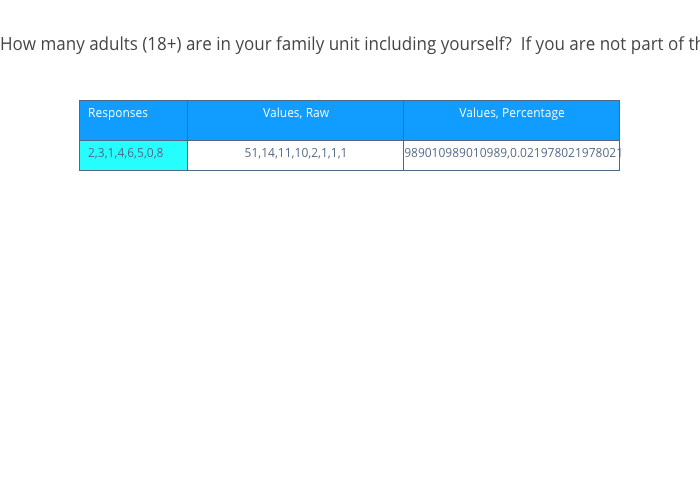 How many adults (18+) are in your family unit including yourself?  If you are not part of
Responses Values, Raw Values, Percentage
2,3,1,4,6,5,0,8 51,14,11,10,2,1,1,1 989010989010989,0.021978021978021